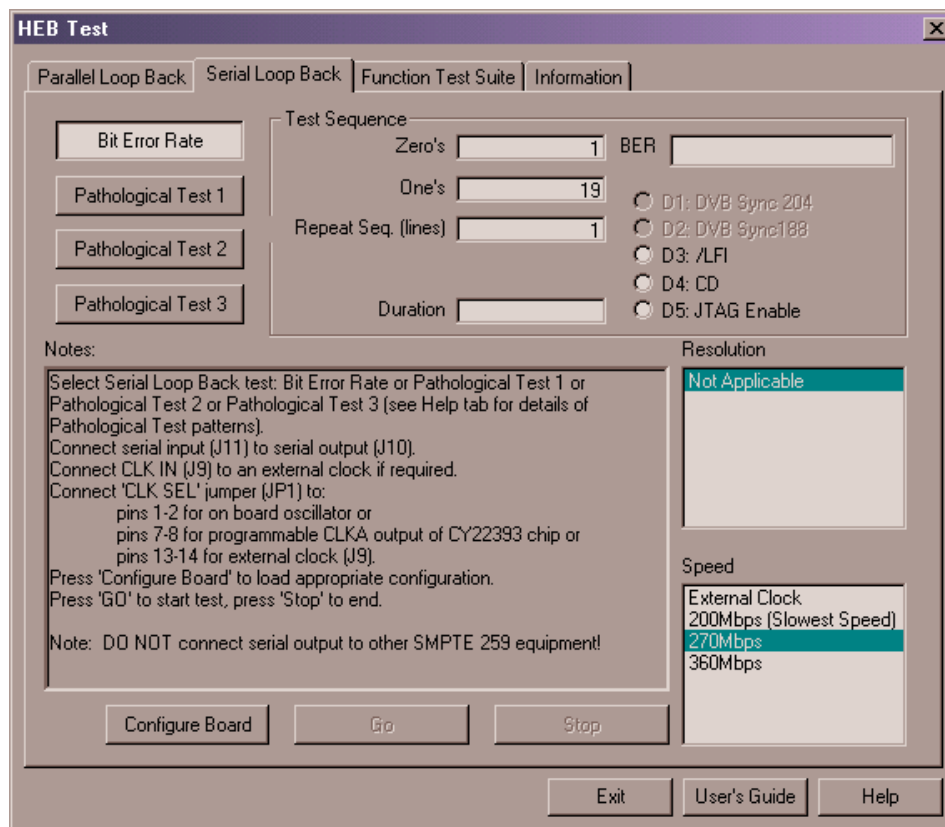 HEB Test
Parallel Loop Back
Serial Loop Back
Function Test Suite
Information
Bit Error Rate
Pathological Test 1
Pathological Test 2
Pathological Test 3
Test Sequence
Zero's 1
One's 19
Repeat Seq. (lines) 1
Duration
BER
D1: DVB Sync 204
D2: DVB Sync188
D3: /LFI
D4: CD
D5: JTAG Enable
Notes:
Select Serial Loop Back test: Bit Error Rate or Pathological Test 1 or
Pathological Test 2 or Pathological Test 3 (see Help tab for details of
Pathological Test patterns).
Connect serial input (J11) to serial output (J10).
Connect CLK IN (J9) to an external clock if required.
Connect 'CLK SEL' jumper (JP1) to:
pins 1-2 for on board oscillator or
pins 7-8 for programmable CLKA output of CY22393 chip or
pins 13-14 for external clock (J9).
Press 'Configure Board' to load appropriate configuration.
Press 'GO' to start test, press 'Stop' to end.
Note: DO NOT connect serial output to other SMPTE 259 equipment!
Resolution
Not Applicable
Speed
External Clock
200Mbps (Slowest Speed)
270Mbps
360Mbps
Configure Board
Go
Stop
Exit
User's Guide
Help